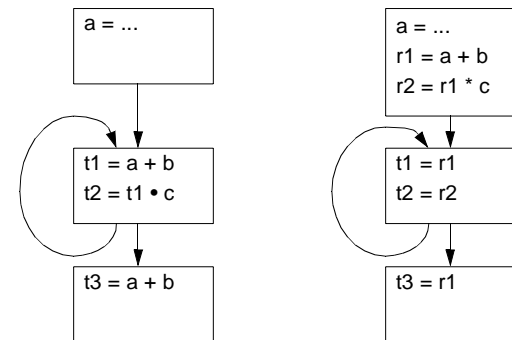 a = ...
t1 = a + b
t2 = t1 • c
t3 = a + b
a = ...
r1 = a + b
r2 = r1 * c
t1 = r1
t2 = r2
t3 = r1